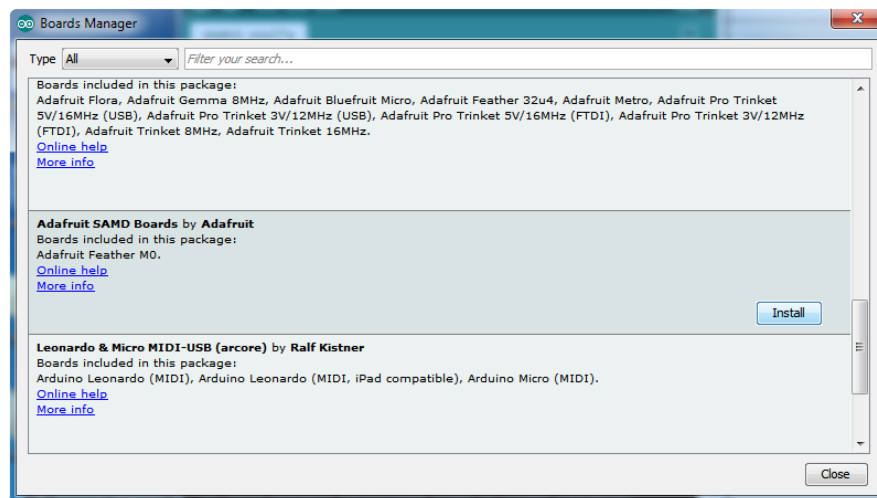 Boards Manager
Type All Filter your search...
Boards included in this package:
Adafruit Flora, Adafruit Gemma 8MHz, Adafruit Bluefruit Micro, Adafruit Feather 32u4, Adafruit Metro, Adafruit Pro Trinket
5V/16MHz (USB), Adafruit Pro Trinket 3V/12MHz (USB), Adafruit Pro Trinket 5V/16MHz (FTDI), Adafruit Pro Trinket 3V/12MHz
(FTDI), Adafruit Trinket 8MHz, Adafruit Trinket 16MHz.
Online help
More info
Adafruit SAMD Boards by Adafruit
Boards included in this package:
Adafruit Feather M0.
Online help
More info
Install
Leonardo & Micro MIDI-USB (arcore) by Ralf Kistner
Boards included in this package:
Arduino Leonardo (MIDI), Arduino Leonardo (MIDI, iPad compatible), Arduino Micro (MIDI).
Online help
More info
Close